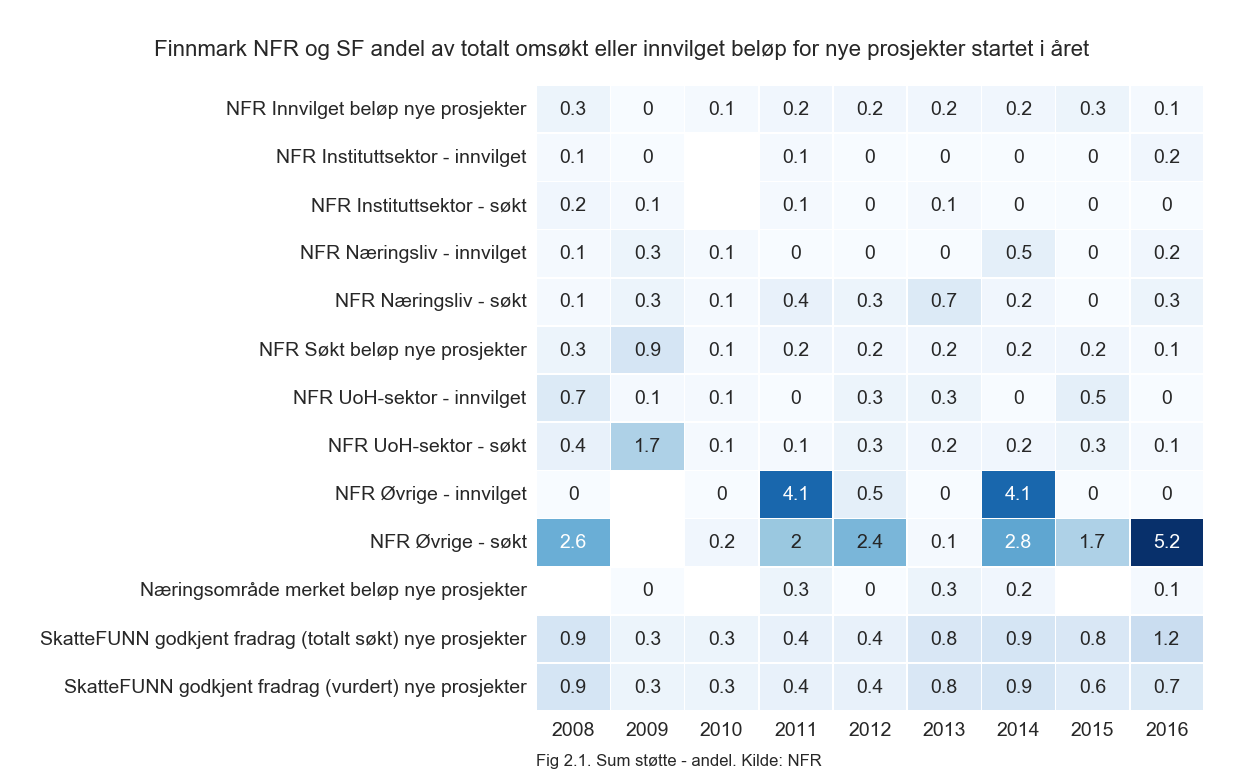 Finnmark NFR og SF andel av totalt omsøkt eller innvilget beløp for nye prosjekter startet i året
NFR Innvilget beløp nye prosjekter 0.3 0 0.1 0.2 0.2 0.2 0.2 0.3 0.1
NFR Instituttsektor - innvilget 0.1 0 0.1 0 0 0 0 0.2
NFR Instituttsektor - søkt 0.2 0.1 0.1 0 0.1 0 0 0
NFR Næringsliv - innvilget 0.1 0.3 0.1 0 0 0 0.5 0 0.2
NFR Næringsliv - søkt 0.1 0.3 0.1 0.4 0.3 0.7 0.2 0 0.3
NFR Søkt beløp nye prosjekter 0.3 0.9 0.1 0.2 0.2 0.2 0.2 0.2 0.1
NFR UoH-sektor - innvilget 0.7 0.1 0.1 0 0.3 0.3 0 0.5 0
NFR UoH-sektor - søkt 0.4 1.7 0.1 0.1 0.3 0.2 0.2 0.3 0.1
NFR Øvrige - innvilget 0 0 4.1 0.5 0 4.1 0 0
NFR Øvrige - søkt 2.6 0.2 2 2.4 0.1 2.8 1.7 5.2
Næringsområde merket beløp nye prosjekter 0 0.3 0 0.3 0.2 0.1
SkatteFUNN godkjent fradrag (totalt søkt) nye prosjekter 0.9 0.3 0.3 0.4 0.4 0.8 0.9 0.8 1.2
SkatteFUNN godkjent fradrag (vurdert) nye prosjekter 0.9 0.3 0.3 0.4 0.4 0.8 0.9 0.6 0.7
2008 2009 2010 2011 2012 2013 2014 2015 2016
Fig 2.1. Sum støtte - andel. Kilde: NFR